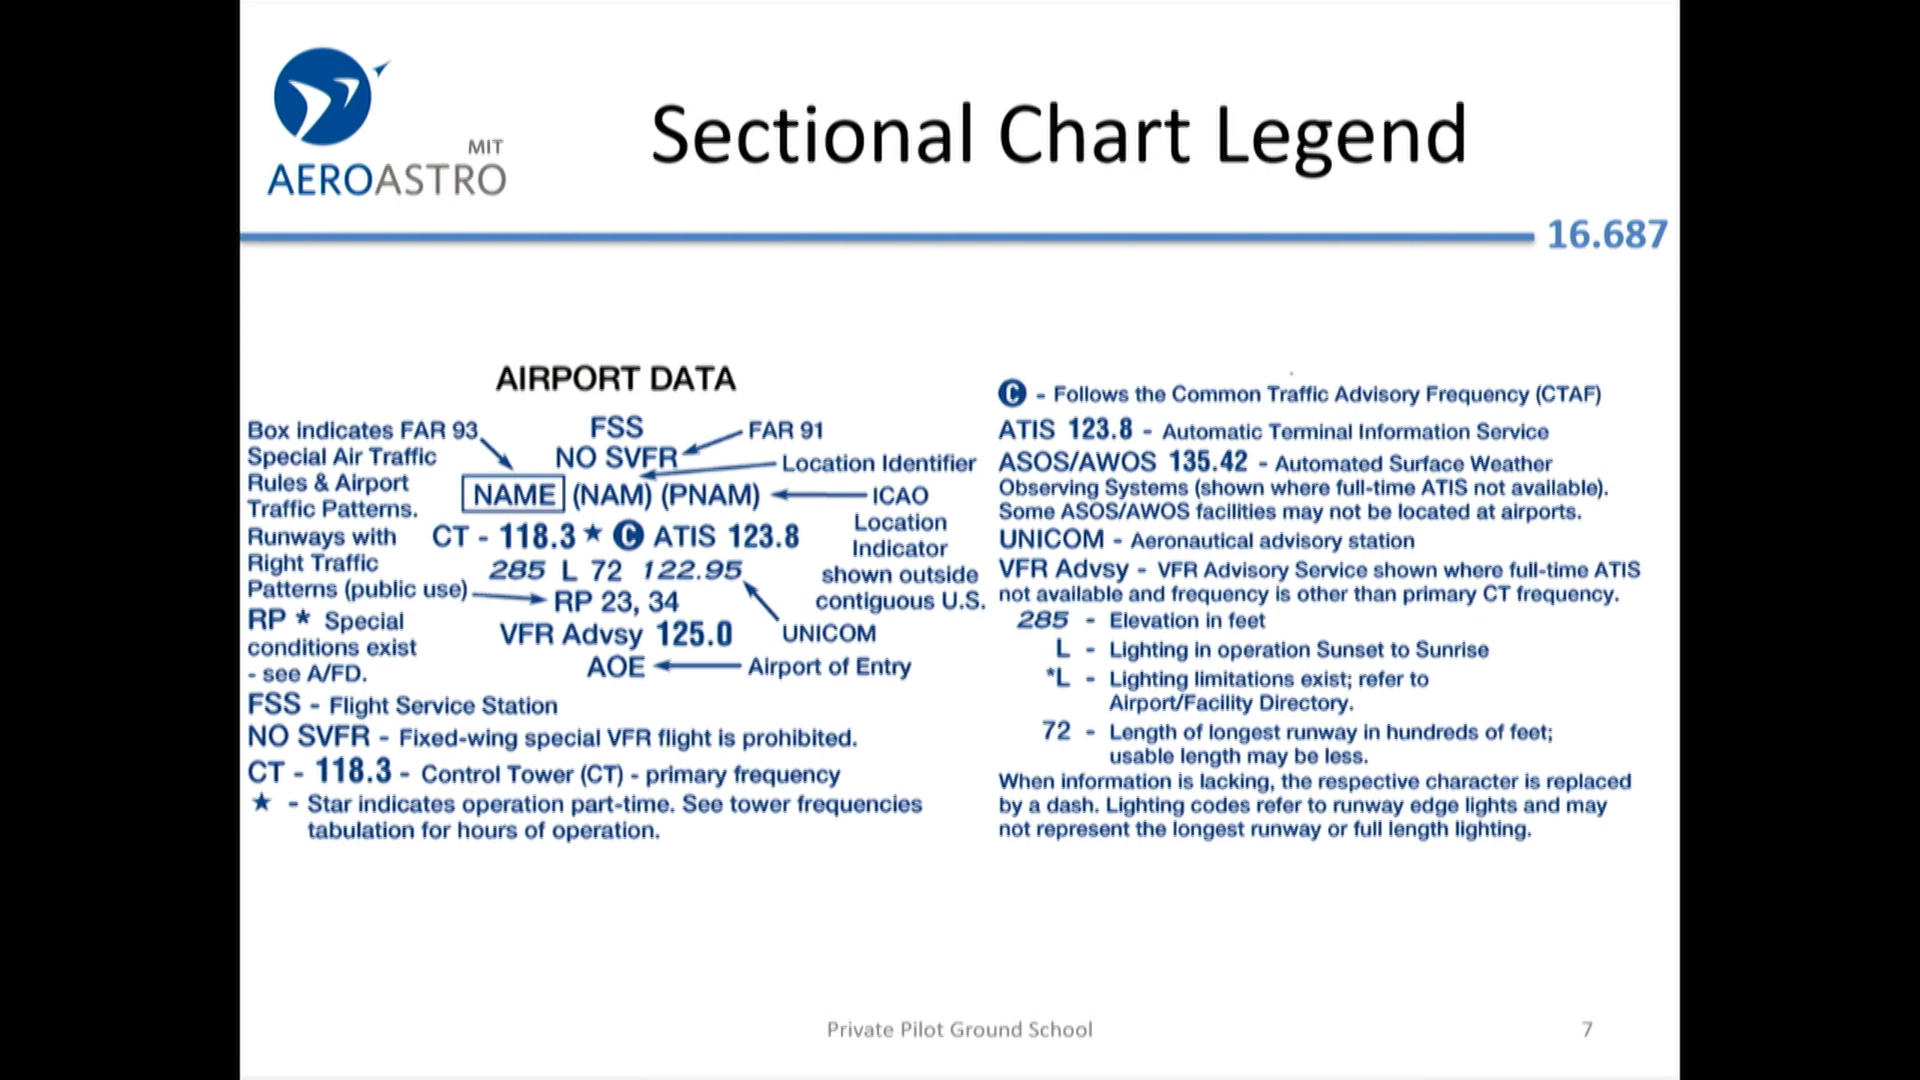 MIT
AEROASTRO
Sectional Chart Legend
16.687
AIRPORT DATA
Box indicates FAR 93
Special Air Traffic
Rules & Airport
Traffic Patterns.
Runways with
Right Traffic
Patterns (public use)
RP * Special
conditions exist
- see A/FD.
FSS
NO SVFR
FAR 91
Location Identifier
NAME (NAM) (PNAM)
ICAO
Location
Indicator
shown outside
contiguous U.S.
CT - 118.3 ★ C ATIS 123.8
285 L 72 122.95
RP 23, 34
VFR Advsy 125.0
UNICOM
AOE
Airport of Entry
FSS - Flight Service Station
NO SVFR - Fixed-wing special VFR flight is prohibited.
CT - 118.3 - Control Tower (CT) - primary frequency
★ - Star indicates operation part-time. See tower frequencies
tabulation for hours of operation.
C - Follows the Common Traffic Advisory Frequency (CTAF)
ATIS 123.8 - Automatic Terminal Information Service
ASOS/AWOS 135.42 - Automated Surface Weather
Observing Systems (shown where full-time ATIS not available).
Some ASOS/AWOS facilities may not be located at airports.
UNICOM - Aeronautical advisory station
VFR Advsy - VFR Advisory Service shown where full-time ATIS
not available and frequency is other than primary CT frequency.
285 - Elevation in feet
L - Lighting in operation Sunset to Sunrise
*L - Lighting limitations exist; refer to
Airport/Facility Directory.
72 - Length of longest runway in hundreds of feet;
usable length may be less.
When information is lacking, the respective character is replaced
by a dash. Lighting codes refer to runway edge lights and may
not represent the longest runway or full length lighting.
Private Pilot Ground School
7